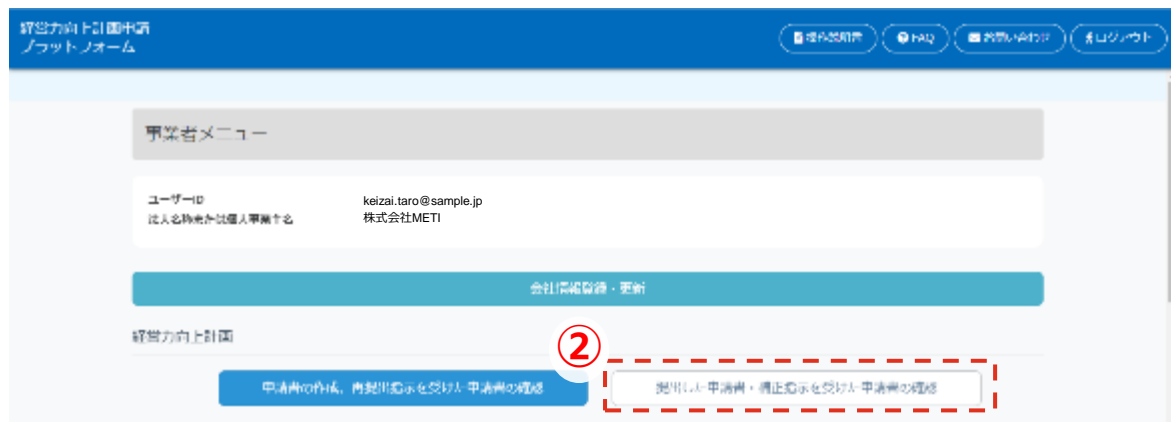 経営力向上計画申請
プラットフォーム
操作説明書
FAQ
お問い合わせ
ログアウト
事業者メニュー
ユーザーID
keizai.taro@sample.jp
法人名称または個人事業主名
株式会社METI
会社情報登録・更新
経営力向上計画
②
申請書の作成、再提出指示を受けた申請書の確認
提出した申請書・補正指示を受けた申請書の確認